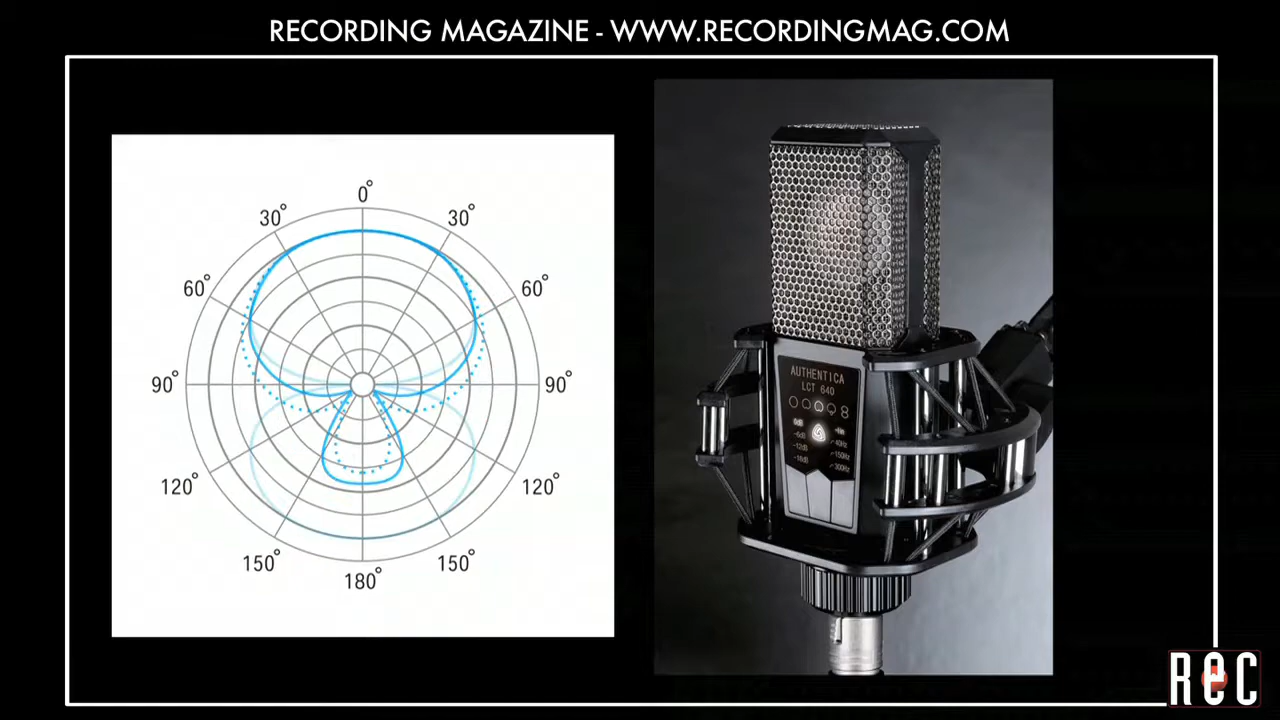 RECORDING MAGAZINE - WWW.RECORDINGMAG.COM
0°
30° 30°
60° 60°
90° 90°
120° 120°
150° 150°
180°
AUTHENTICA
LCT 640
0dB
-6dB 40Hz
-12dB 150Hz
-18dB 300Hz
REC